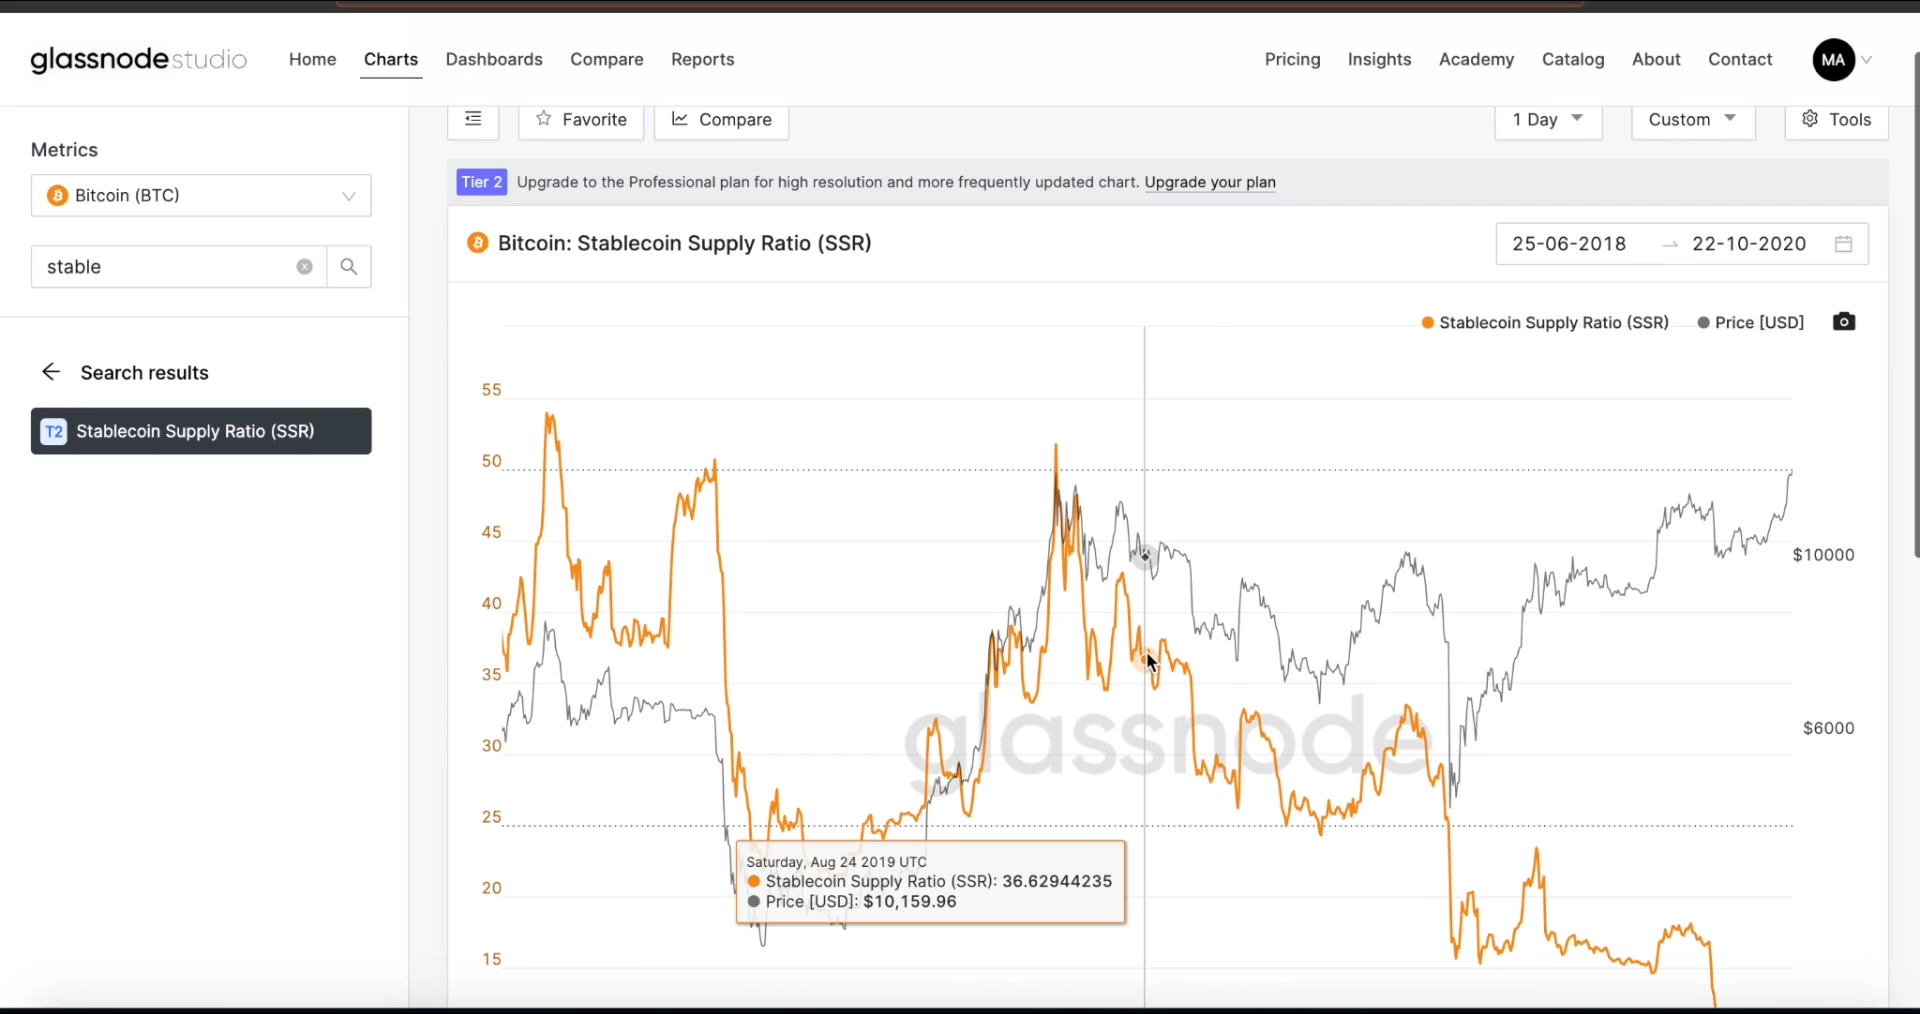 glassnodestudio Home Charts Dashboards Compare Reports Pricing Insights Academy Catalog About Contact MA
Metrics
Bitcoin (BTC)
stable
Search results
T2 Stablecoin Supply Ratio (SSR)
Favorite Compare 1 Day Custom Tools
Tier 2 Upgrade to the Professional plan for high resolution and more frequently updated chart. Upgrade your plan
Bitcoin: Stablecoin Supply Ratio (SSR) 25-06-2018 → 22-10-2020
Stablecoin Supply Ratio (SSR) Price [USD]
55
50
45
40
35
30
25
20
15
$10000
$6000
glassnode
Saturday, Aug 24 2019 UTC
Stablecoin Supply Ratio (SSR): 36.62944235
Price [USD]: $10,159.96